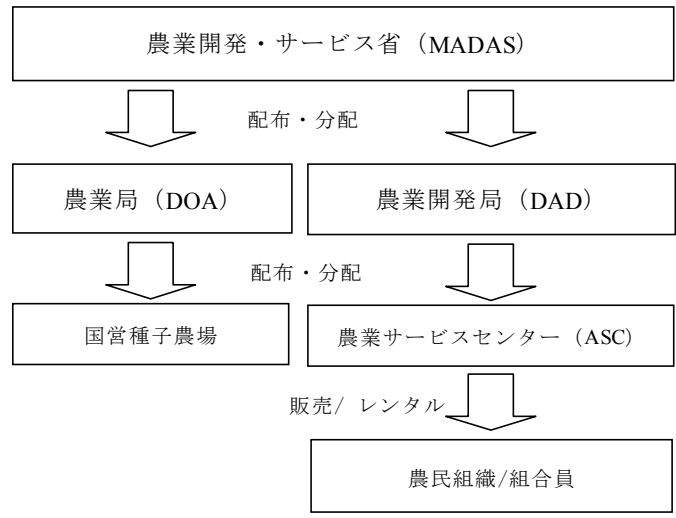 農業開発・サービス省（MADAS）
配布・分配
農業局（DOA）
農業開発局（DAD）
配布・分配
国営種子農場
農業サービスセンター（ASC）
販売/ レンタル
農民組織/組合員